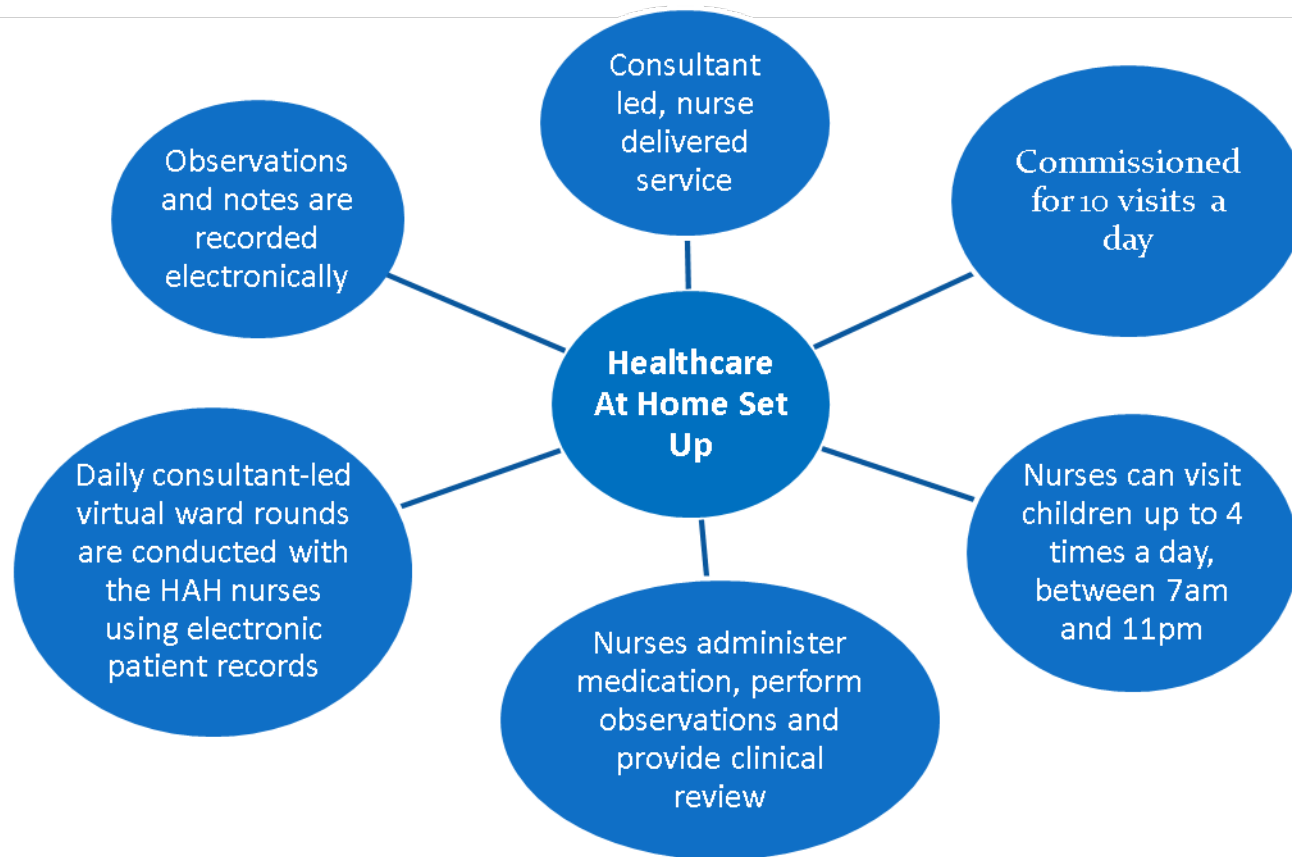 Consultant
led, nurse
delivered
service
Commissioned
for 10 visits a
day
Observations
and notes are
recorded
electronically
Healthcare
At Home Set
Up
Nurses can visit
children up to 4
times a day,
between 7am
and 11pm
Daily consultant-led
virtual ward rounds
are conducted with
the HAH nurses
using electronic
patient records
Nurses administer
medication, perform
observations and
provide clinical
review